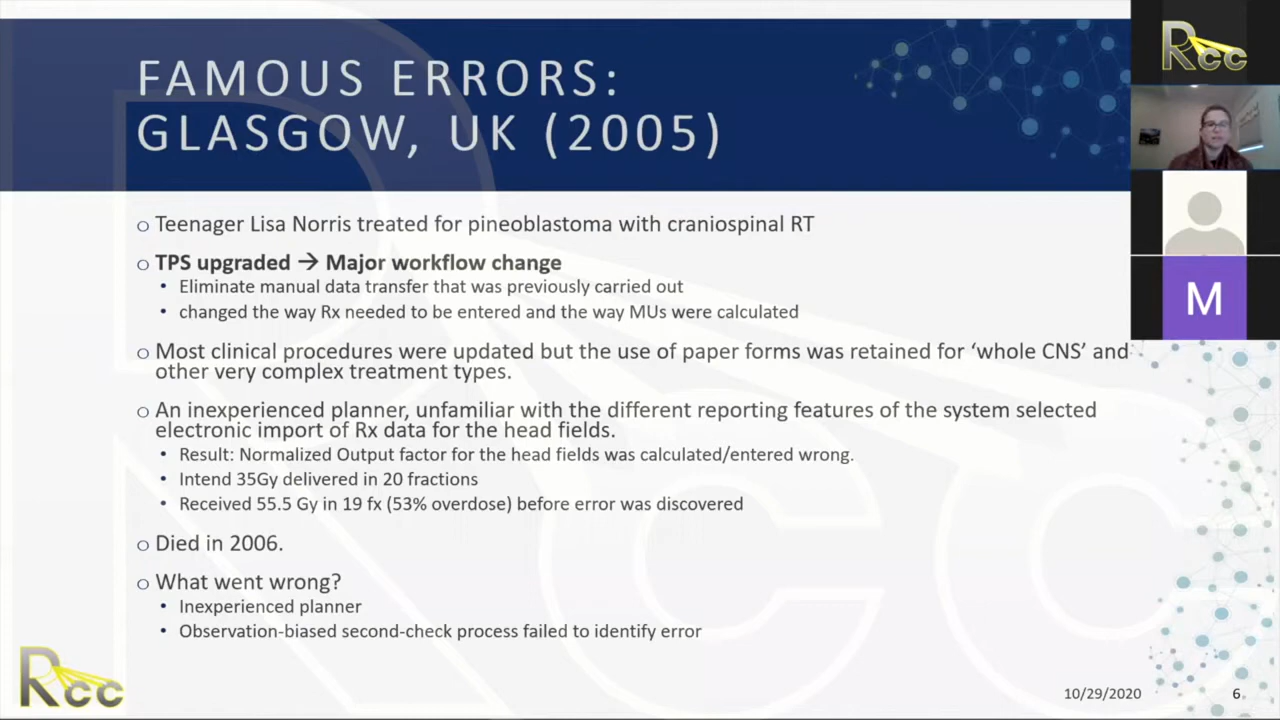 FAMOUS ERRORS:
GLASGOW, UK (2005)
Rcc
M
o Teenager Lisa Norris treated for pineoblastoma with craniospinal RT
o TPS upgraded → Major workflow change
• Eliminate manual data transfer that was previously carried out
• changed the way Rx needed to be entered and the way MUs were calculated
o Most clinical procedures were updated but the use of paper forms was retained for ‘whole CNS’ and
other very complex treatment types.
o An inexperienced planner, unfamiliar with the different reporting features of the system selected
electronic import of Rx data for the head fields.
• Result: Normalized Output factor for the head fields was calculated/entered wrong.
• Intend 35Gy delivered in 20 fractions
• Received 55.5 Gy in 19 fx (53% overdose) before error was discovered
o Died in 2006.
o What went wrong?
• Inexperienced planner
• Observation-biased second-check process failed to identify error
Rcc
10/29/2020
6